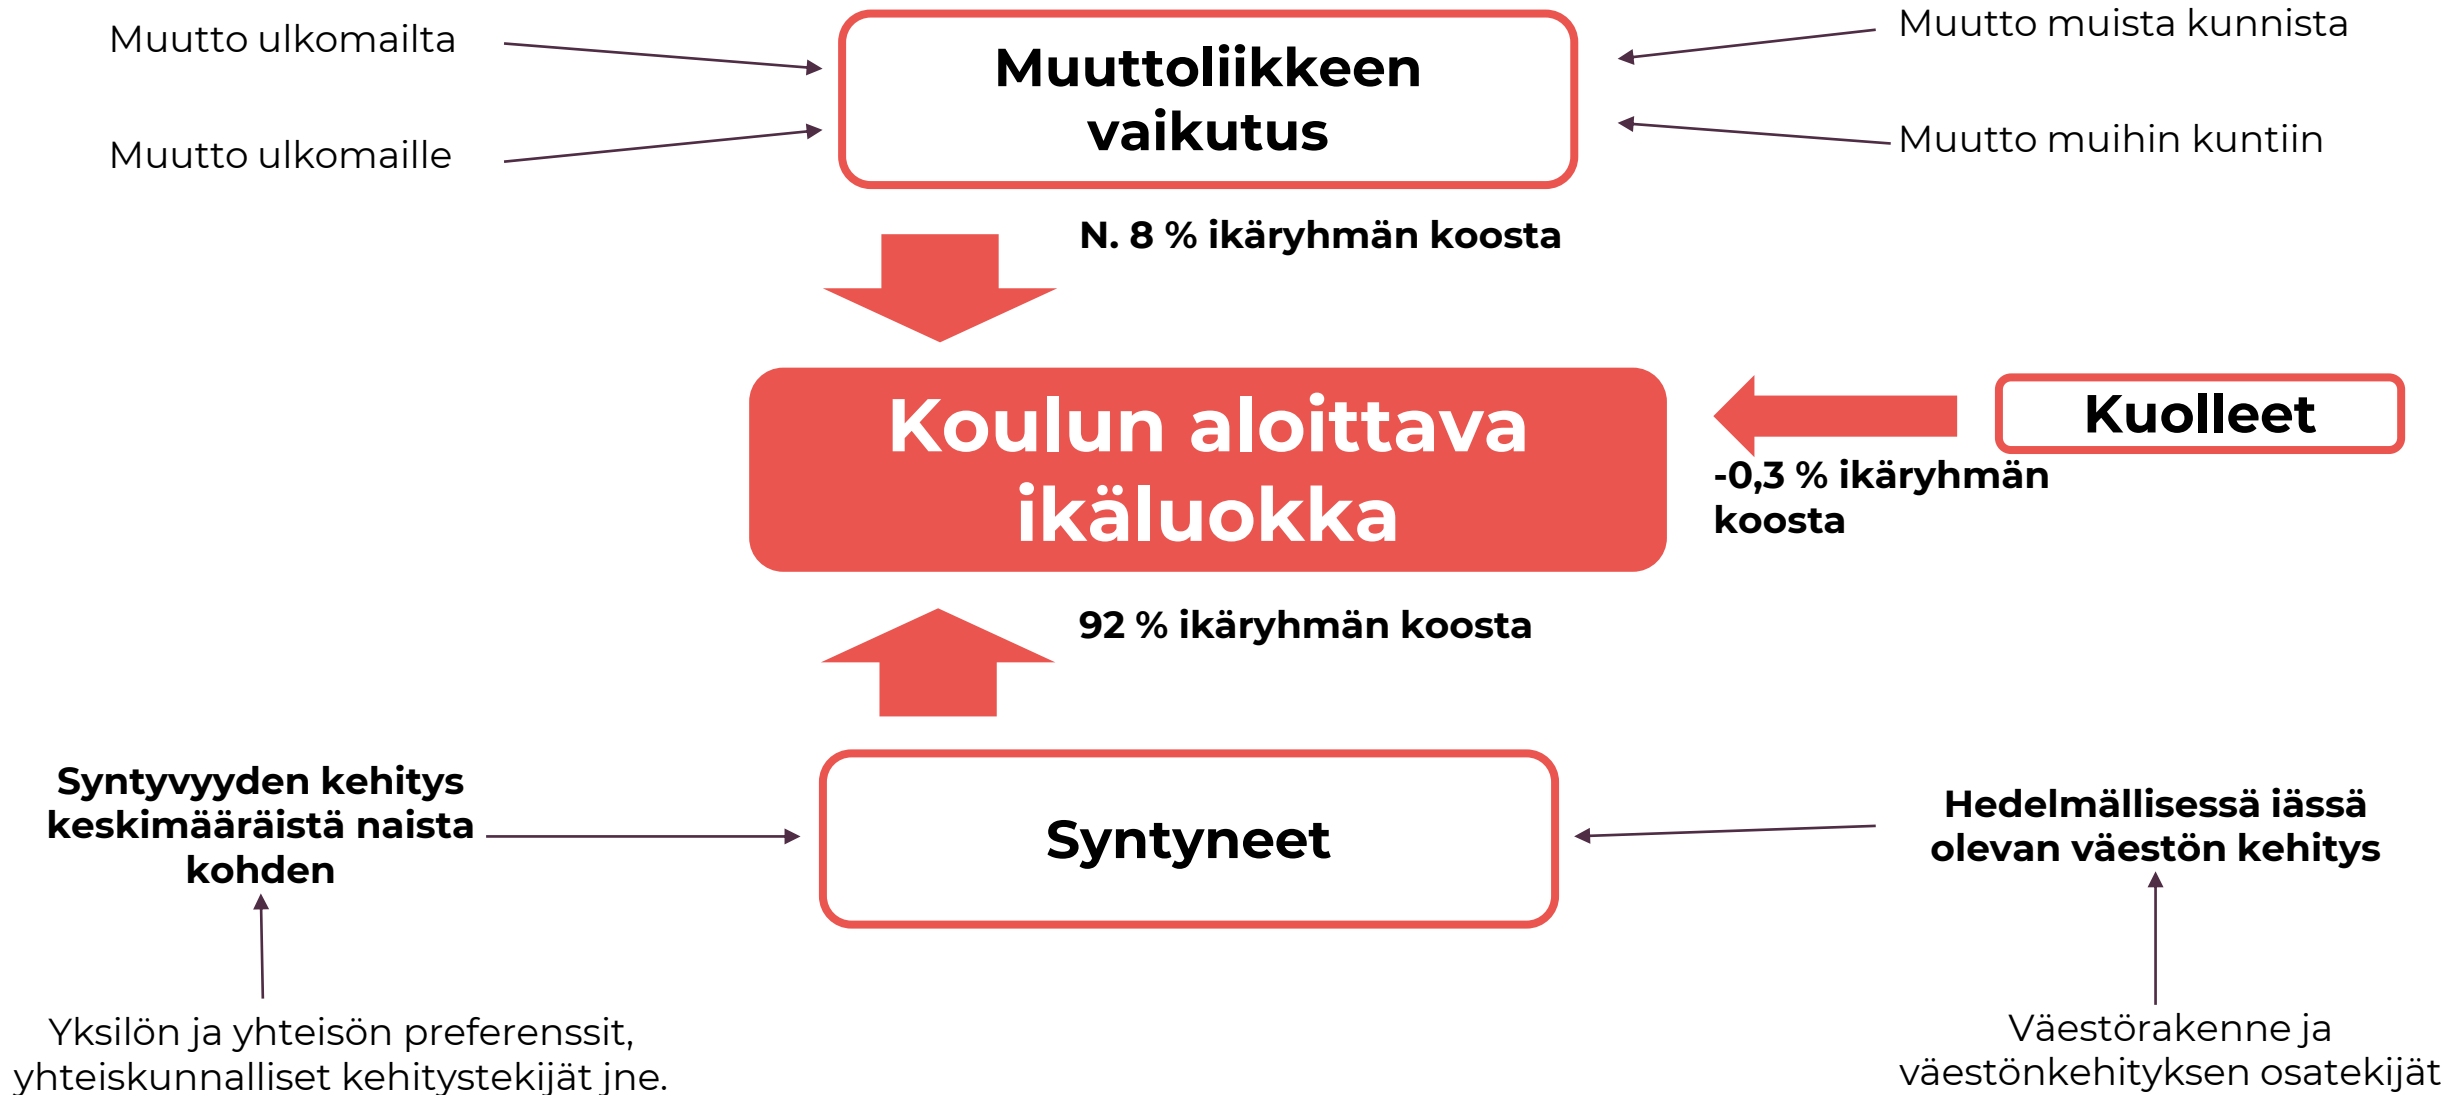 Muutto ulkomailta
Muutto ulkomaille
Muuttoliikkeen
vaikutus
Muutto muista kunnista
Muutto muihin kuntiin
N. 8 % ikäryhmän koosta
Koulun aloittava
ikäluokka
Kuolleet
-0,3 % ikäryhmän
koosta
92 % ikäryhmän koosta
Syntyvyyden kehitys
keskimääräistä naista
kohden
Syntyneet
Hedelmällisessä iässä
olevan väestön kehitys
Yksilön ja yhteisön preferenssit,
yhteiskunnalliset kehitystekijät jne.
Väestörakenne ja
väestönkehityksen osatekijät